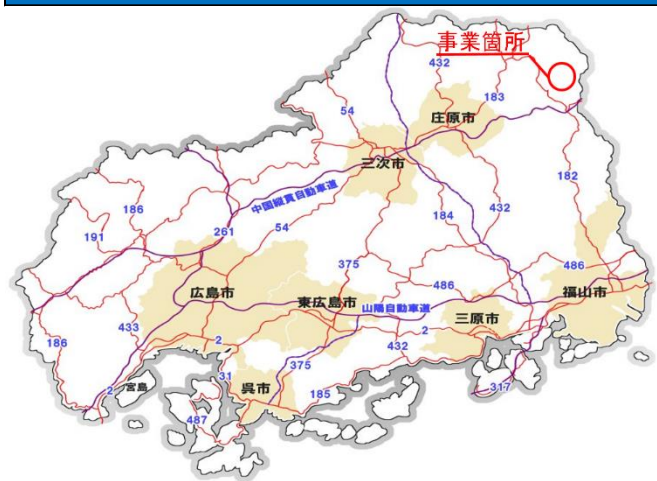 事業箇所
432
183
54
庄原市
三次市
182
186
中国縦貫自動車道
184
432
191
261
54
375
486
486
広島市
東広島市
山陽自動車道
福山市
三原市
186
433
2
2
432
375
31
呉市
185
2
宮島
317
487